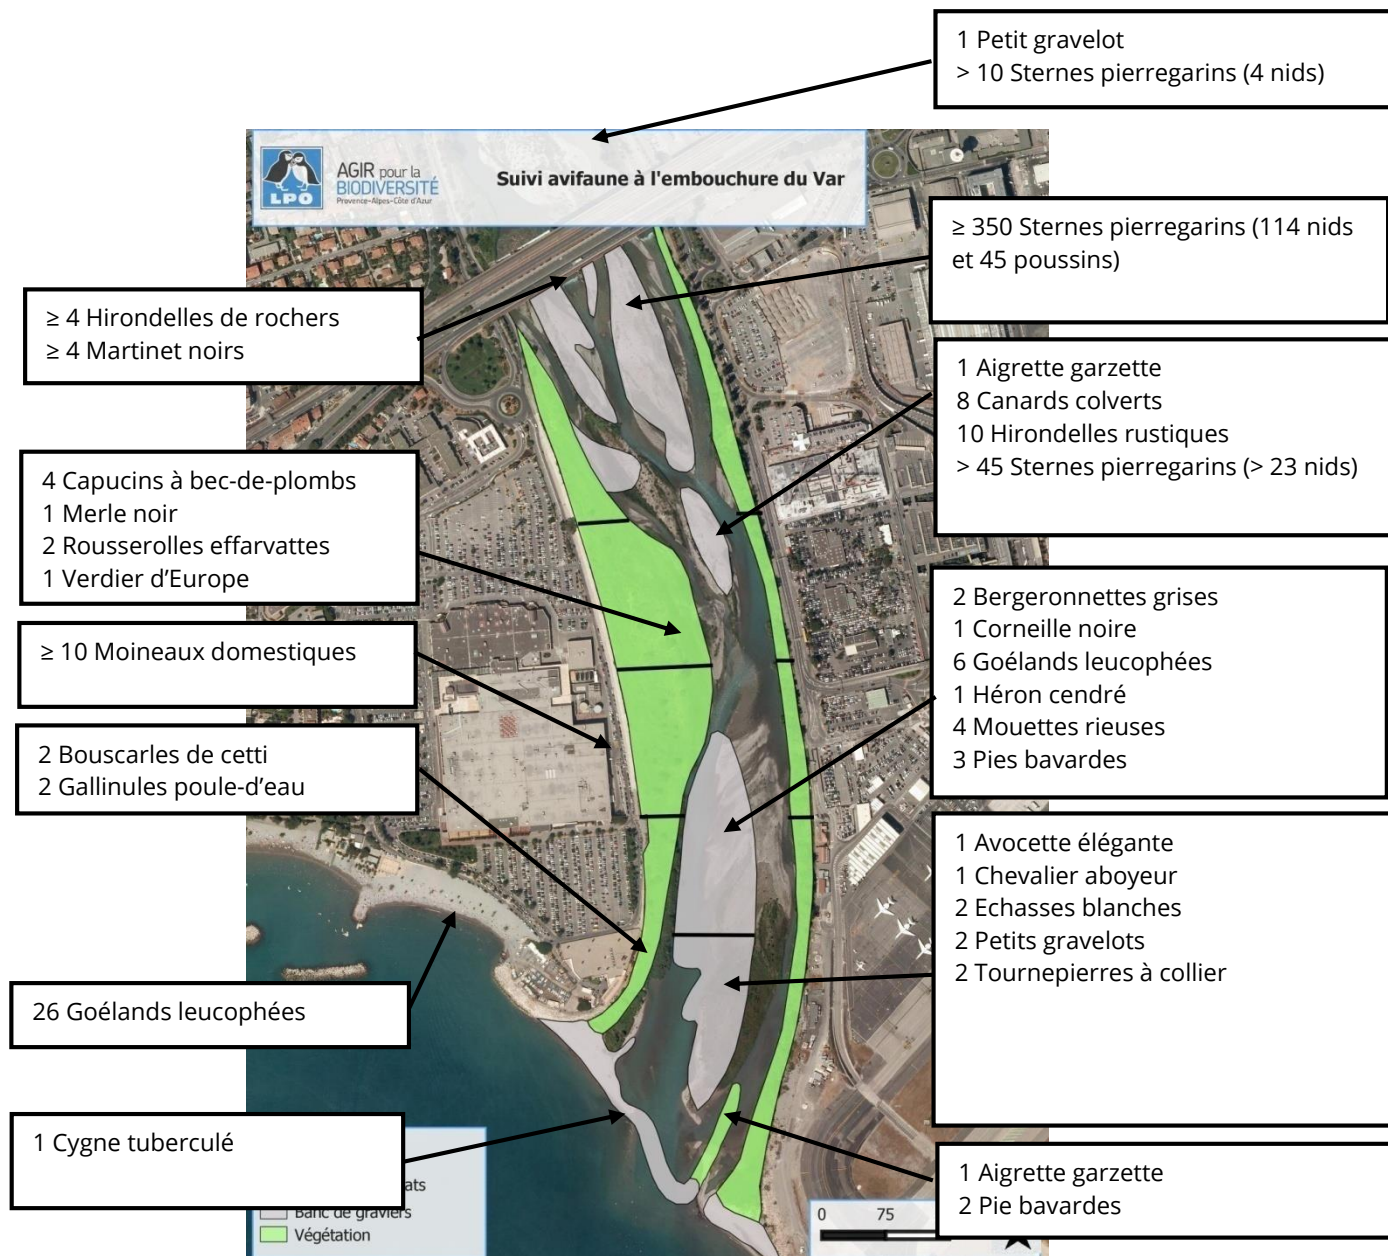 1 Petit gravelot
> 10 Sternes pierregarins (4 nids)
LPO
AGIR pour la
BIODIVERSITÉ
Provence-Alpes-Côte d'Azur
Suivi avifaune à l'embouchure du Var
≥ 350 Sternes pierregarins (114 nids
et 45 poussins)
≥ 4 Hirondelles de rochers
≥ 4 Martinet noirs
1 Aigrette garzette
8 Canards colverts
10 Hirondelles rustiques
> 45 Sternes pierregarins (> 23 nids)
4 Capucins à bec-de-plombs
1 Merle noir
2 Rousserolles effarvattes
1 Verdier d'Europe
2 Bergeronnettes grises
1 Corneille noire
6 Goélands leucophées
1 Héron cendré
4 Mouettes rieuses
3 Pies bavardes
≥ 10 Moineaux domestiques
2 Bouscarles de cetti
2 Gallinules poule-d'eau
1 Avocette élégante
1 Chevalier aboyeur
2 Echasses blanches
2 Petits gravelots
2 Tournepierres à collier
26 Goélands leucophées
1 Cygne tuberculé
1 Aigrette garzette
2 Pie bavardes
ats
Banc de graviers
Végétation
0 75